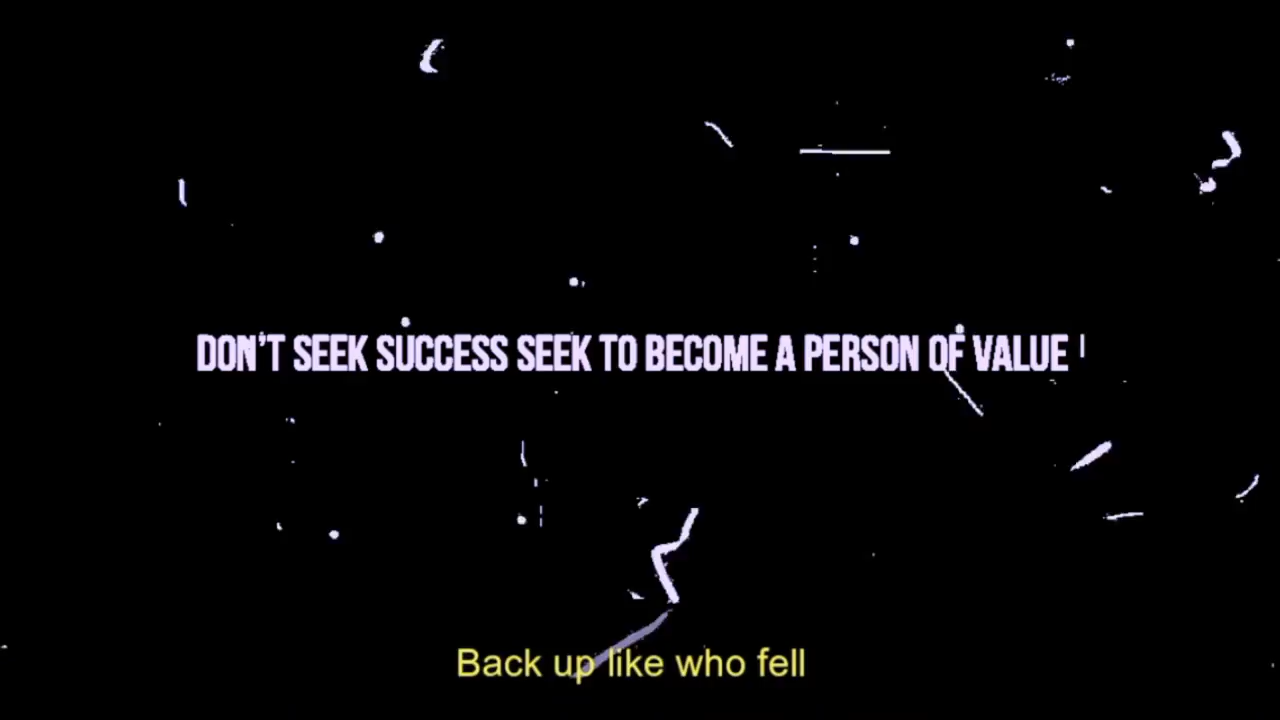 DON'T SEEK SUCCESS SEEK TO BECOME A PERSON OF VALUE
Back up like who fell